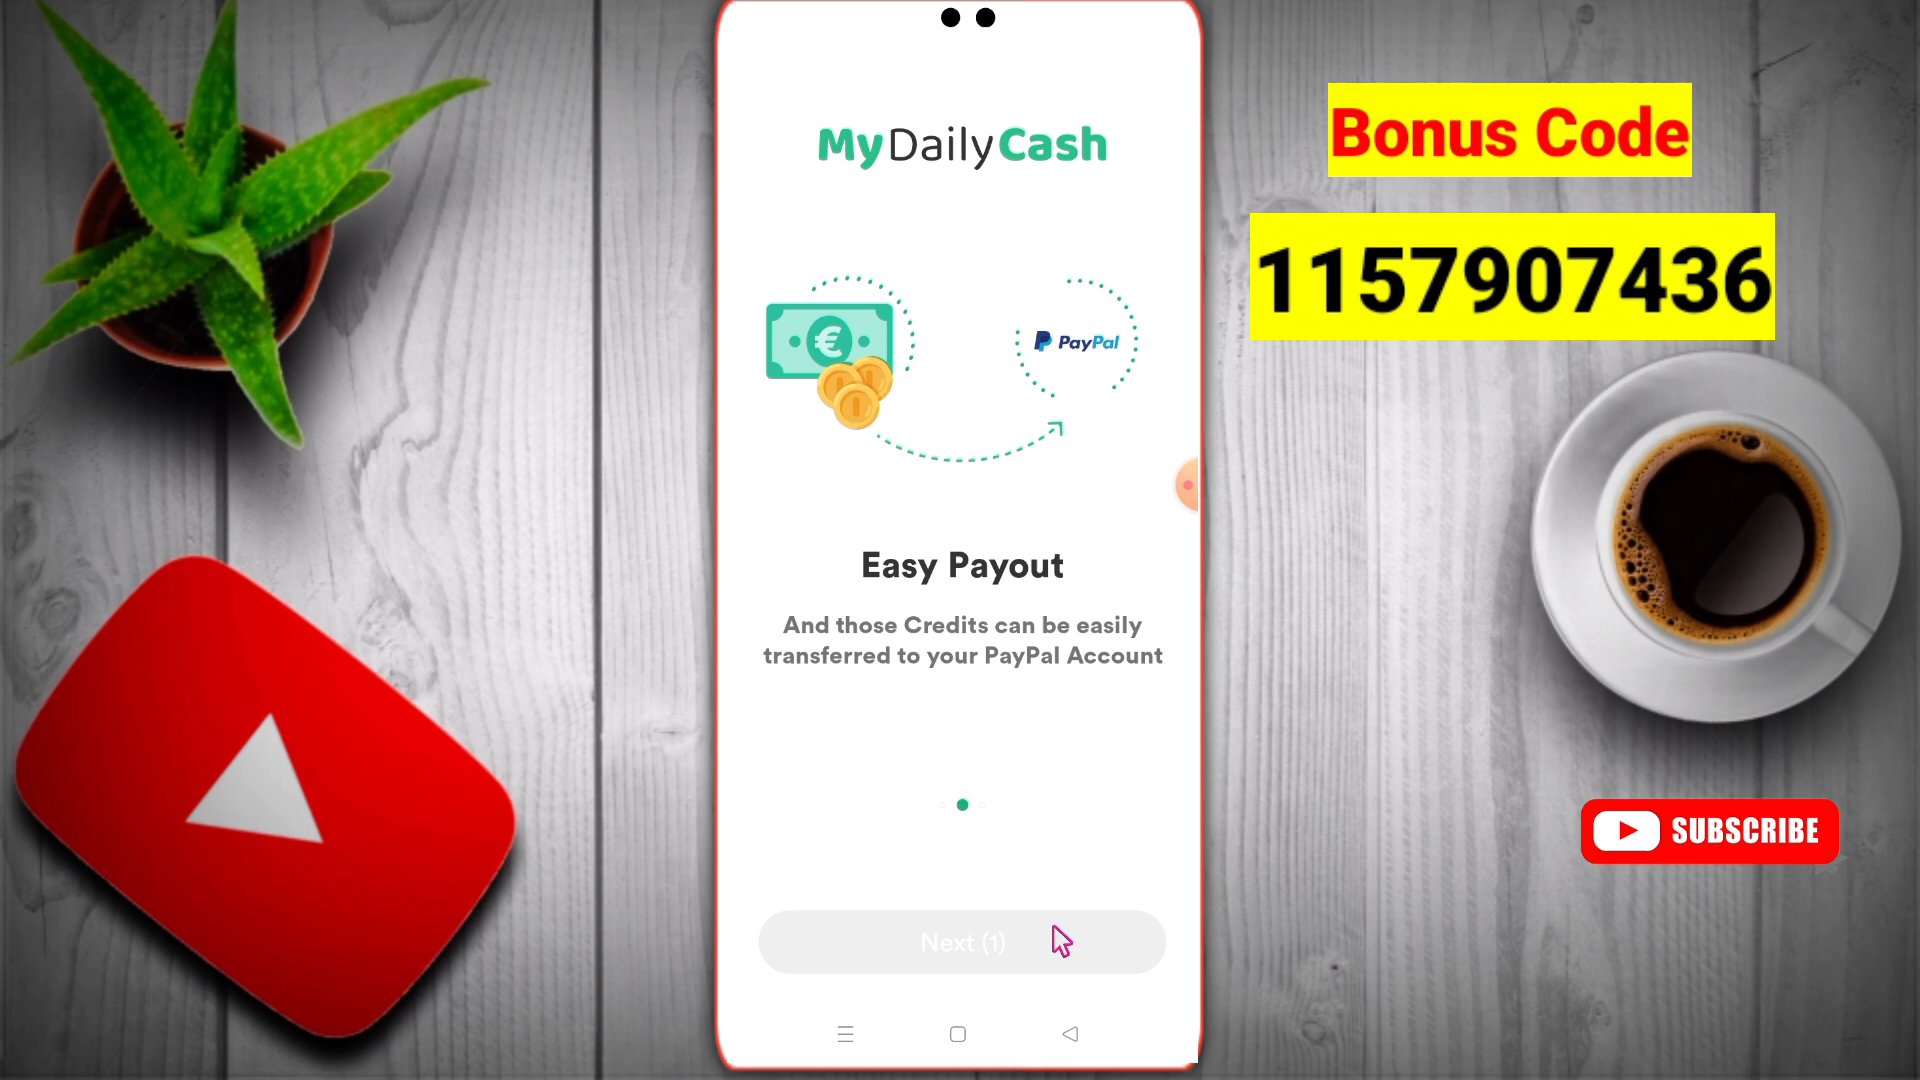 MyDailyCash
PayPal
Easy Payout
And those Credits can be easily
transferred to your PayPal Account
Next (1)
Bonus Code
1157907436
SUBSCRIBE